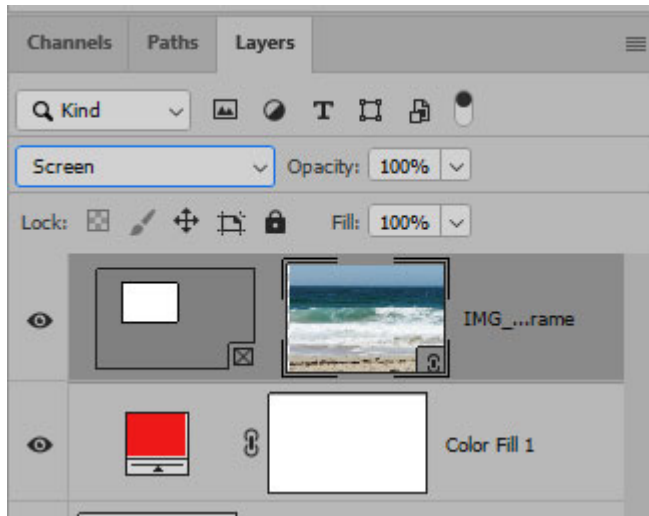 Channels Paths Layers
Kind T
Screen Opacity: 100%
Lock: Fill: 100%
IMG_...rame
Color Fill 1